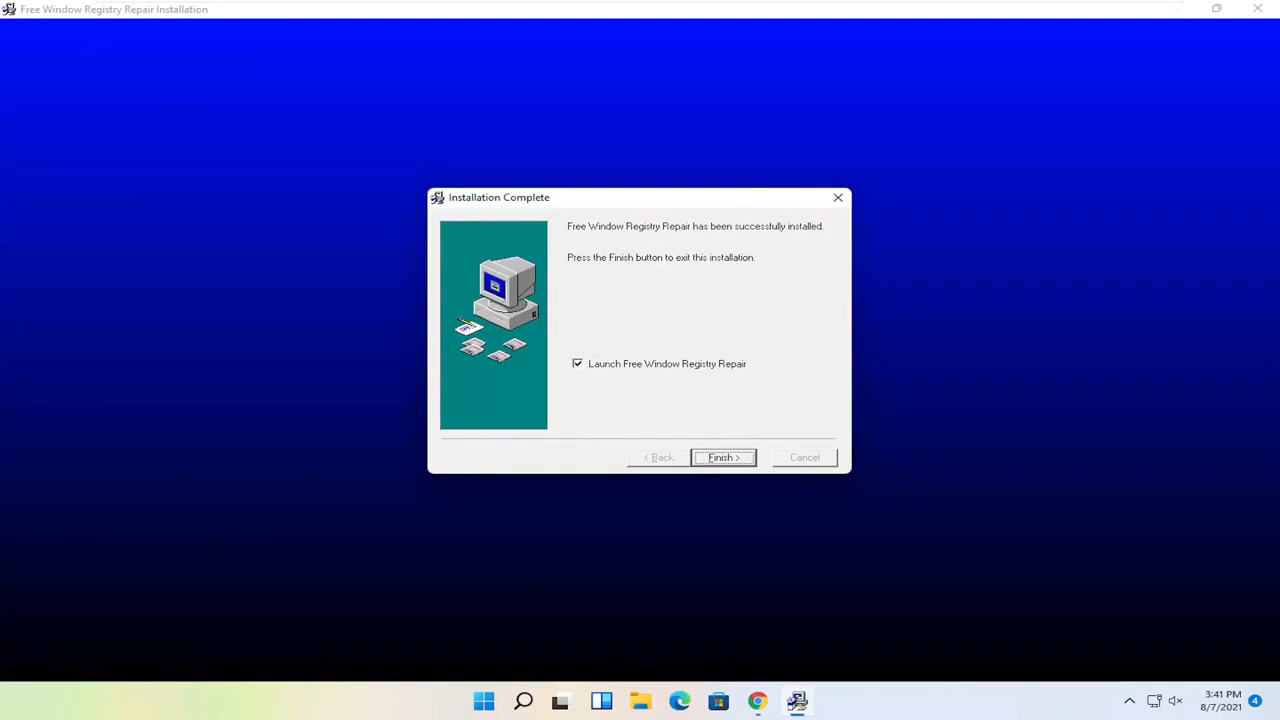 Free Window Registry Repair Installation
Installation Complete
Free Window Registry Repair has been successfully installed.
Press the Finish button to exit this installation.
Launch Free Window Registry Repair
< Back
Finish >
Cancel
3:41 PM
8/7/2021
4